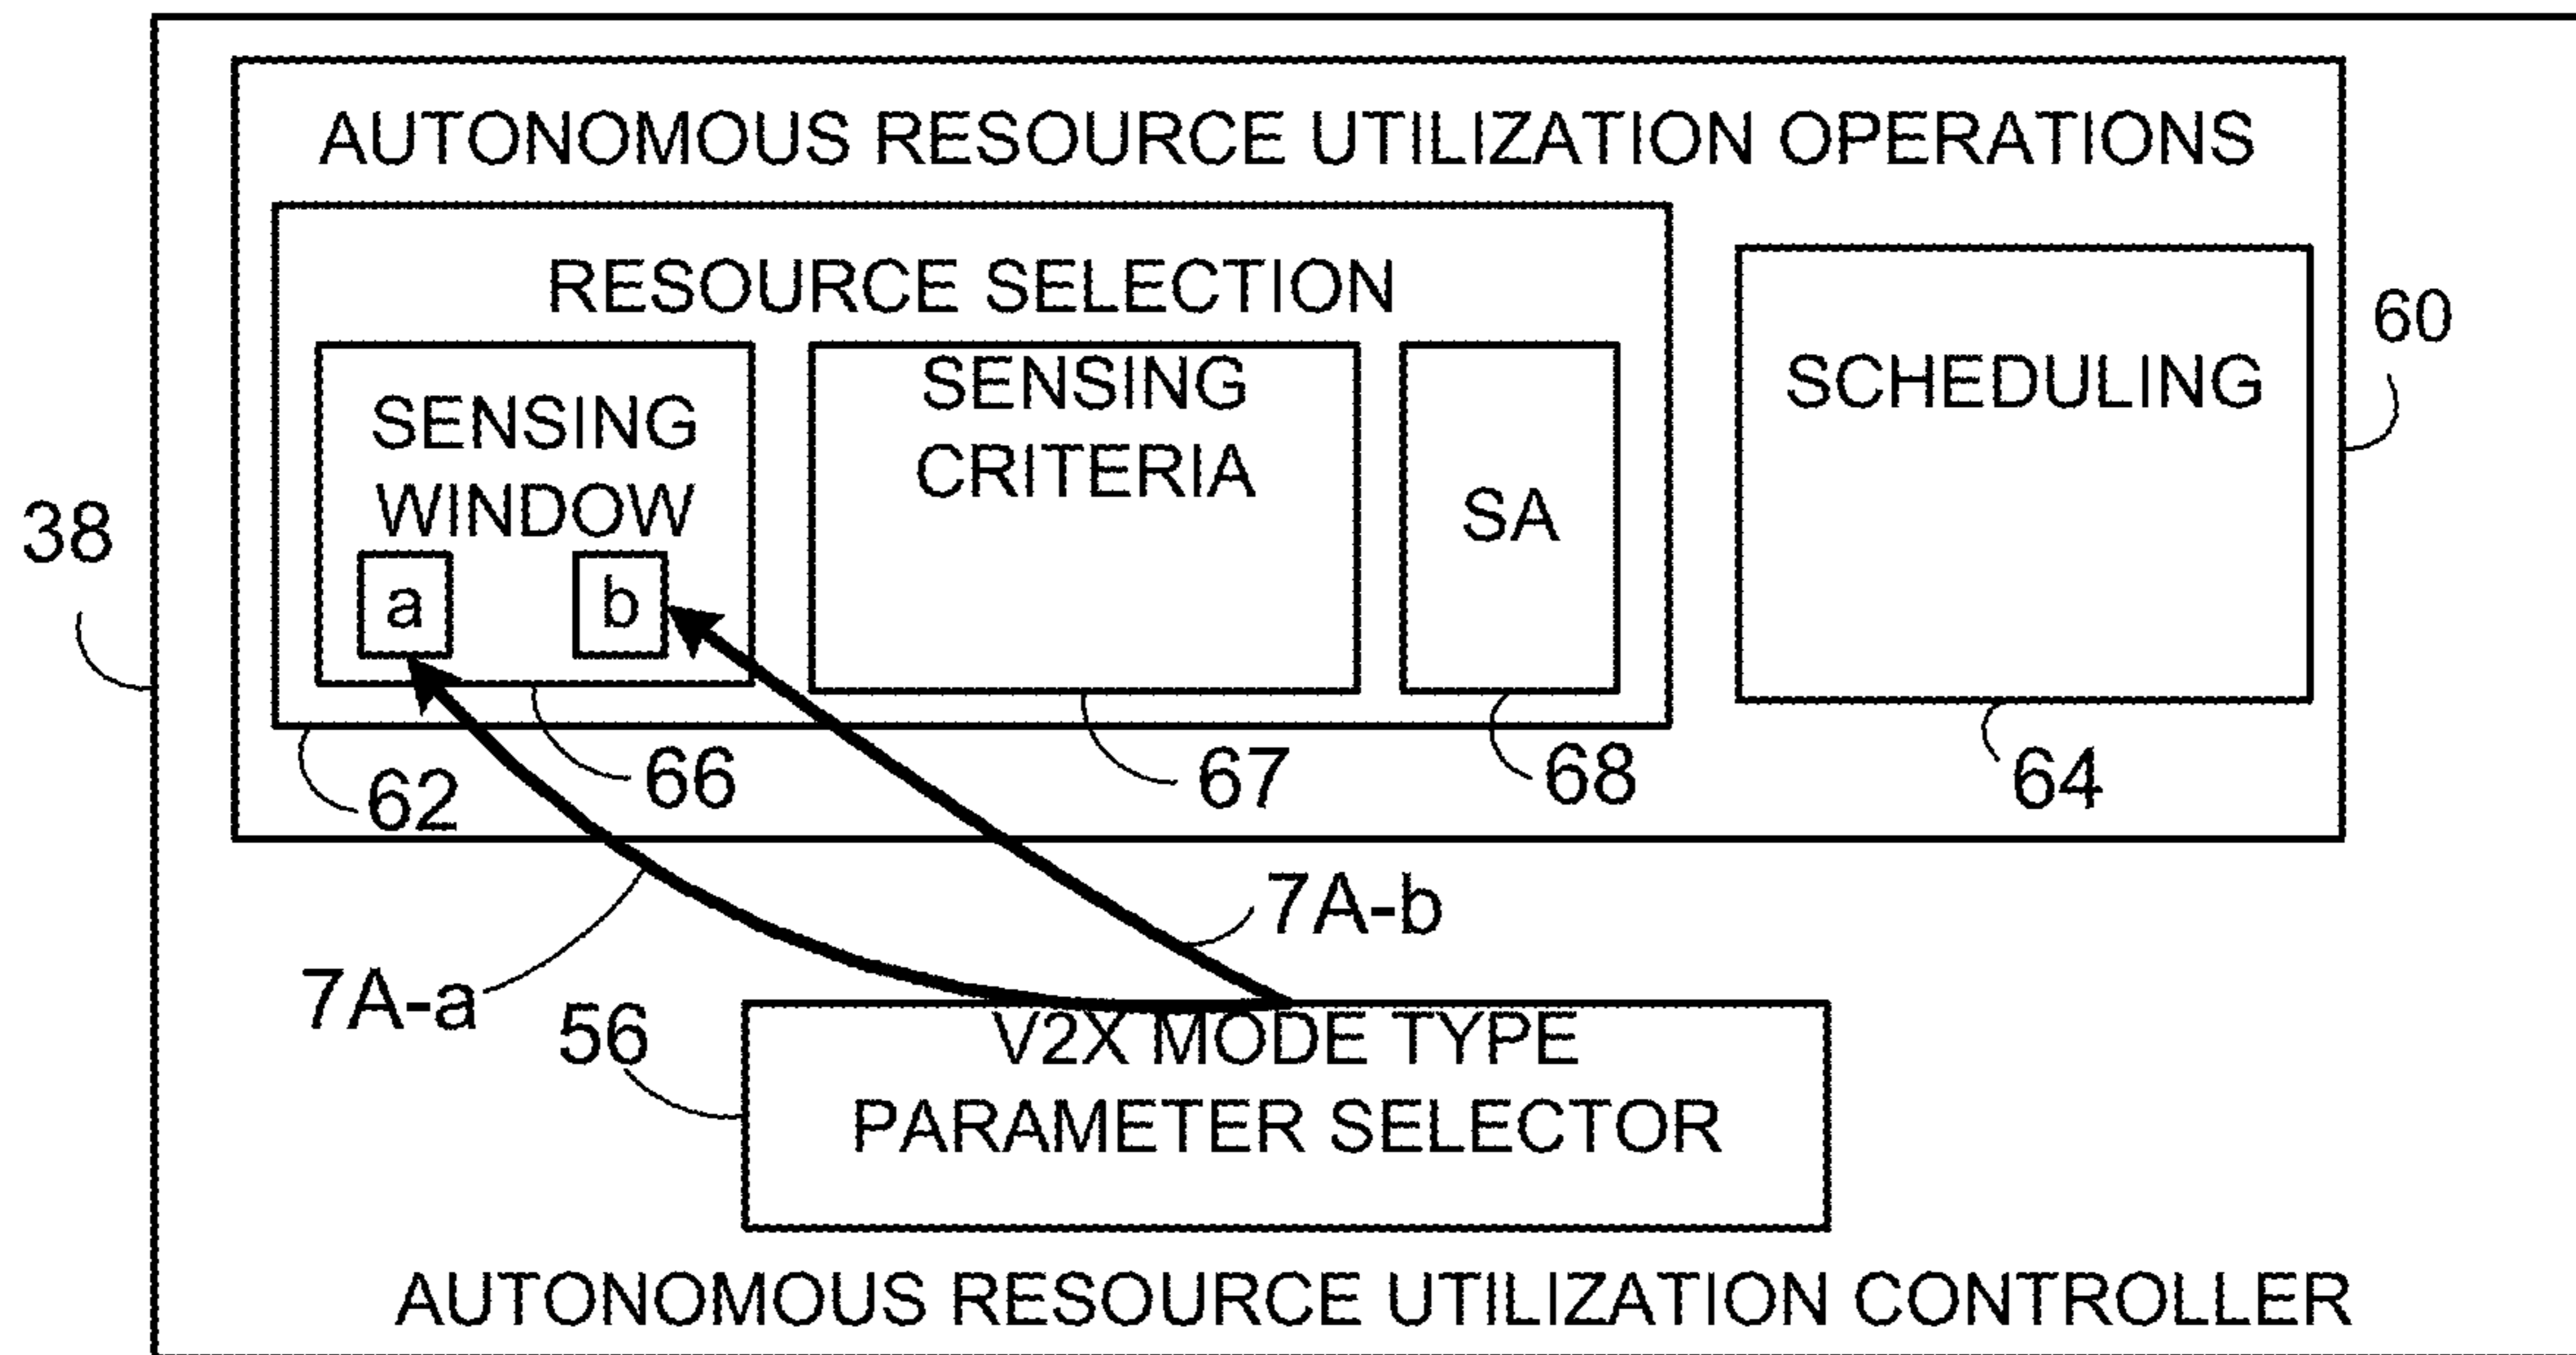 AUTONOMOUS RESOURCE UTILIZATION OPERATIONS
RESOURCE SELECTION
SENSING
WINDOW
a
b
SENSING
CRITERIA
SA
SCHEDULING
60
38
62
66
67
68
64
7A-a
7A-b
56
V2X MODE TYPE
PARAMETER SELECTOR
AUTONOMOUS RESOURCE UTILIZATION CONTROLLER